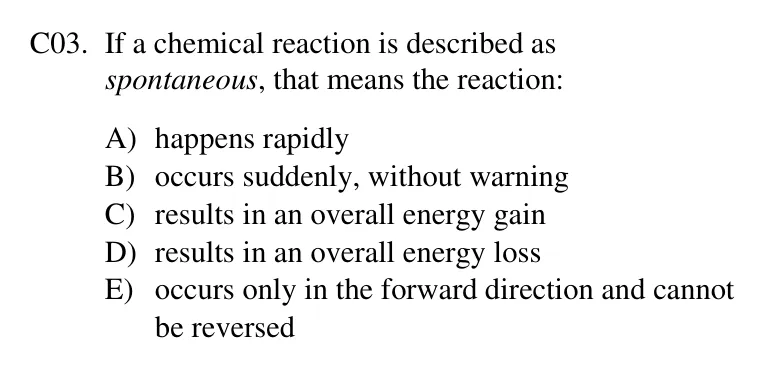 C03. If a chemical reaction is described as
spontaneous, that means the reaction:
A) happens rapidly
B) occurs suddenly, without warning
C) results in an overall energy gain
D) results in an overall energy loss
E) occurs only in the forward direction and cannot
be reversed